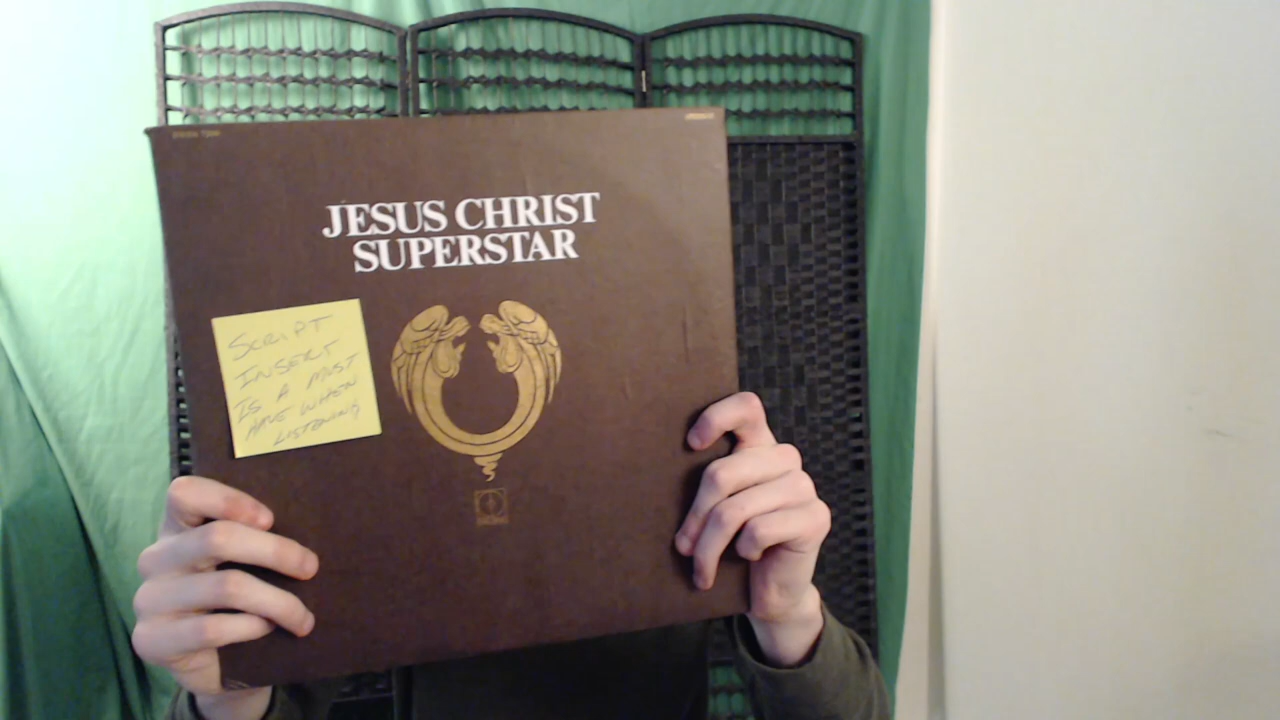 JESUS CHRIST
SUPERSTAR
SCRIPT
INSERT
IS A MUST
HAVE WHEN
LISTENING